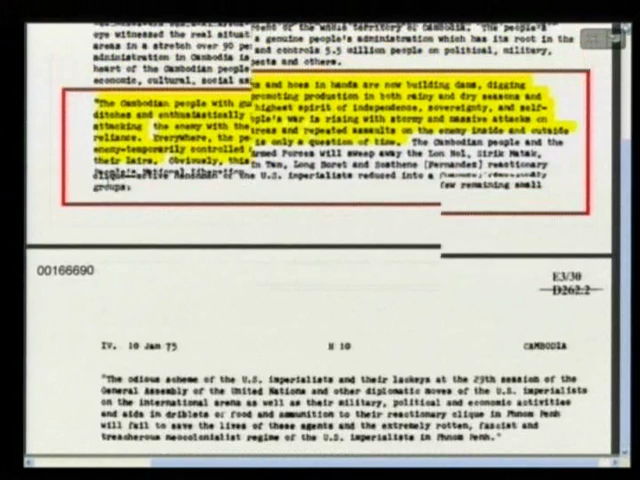 eye witnessed the real situat
areas in a stretch over 90 pe
administration in Cambodia is
heart of the Cambodian people
economic, cultural, social as
of the whole territory of Cambodia. "The people's
a genuine people's administration which has its root in the
and controls 5.5 million people on political, military,
pects and others.
"The Cambodian people with gu
ditches and enthusiastically
attacking the enemy with the
reliance. Everywhere, the pe
enemy-temporarily controlled
their lairs. Obviously, this
People's National Liberation
s and hoes in hands are now building dams, digging
promoting production in both rainy and dry seasons and
highest spirit of independence, sovereignty, and self-
ople's war is rising with stormy and massive attacks on
areas and repeated assaults on the enemy inside and outside
is only a question of time. The Cambodian people and the
rmed Forces will sweep away the Lon Nol, Sirik Matak,
n Tam, Long Boret and Sosthene [Fernandez] reactionary
of the U.S. imperialists reduced into a
few remaining small
groups.
00166690
E3/30
D262.2
IV. 10 Jan 75
H 10
CAMBODIA
"The odious scheme of the U.S. imperialists and their lackeys at the 29th session of the
General Assembly of the United Nations and other diplomatic moves of the U.S. imperialists
on the international arena as well as their military, political and economic activities
and aids in driblets or food and ammunition to their reactionary clique in Phnom Penh
will fail to save the lives of these agents and the extremely rotten, fascist and
treacherous neocolonialist regime of the U.S. imperialists in Phnom Penh."